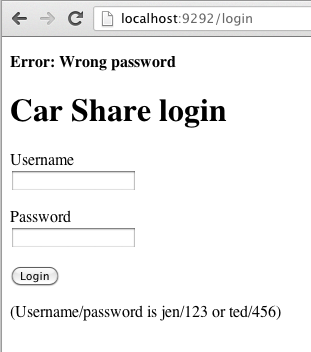 localhost:9292/login
Error: Wrong password
Car Share login
Username
Password
Login
(Username/password is jen/123 or ted/456)